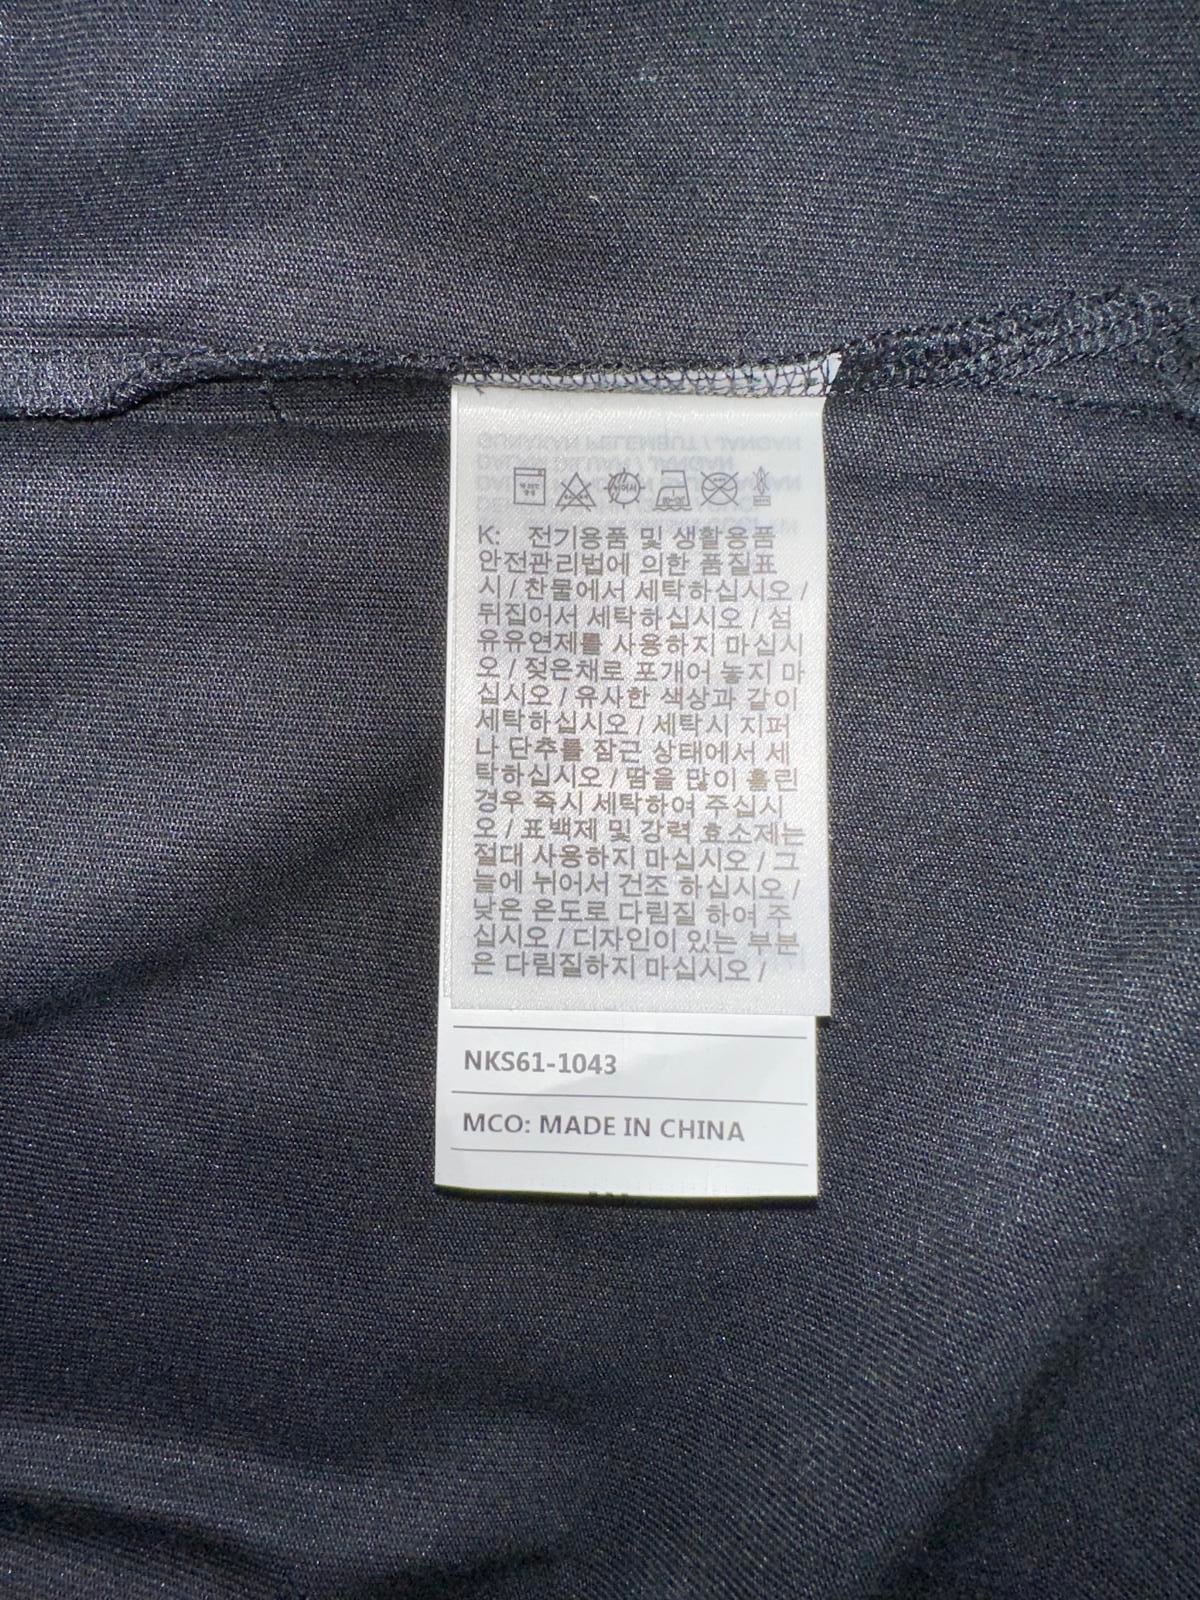 K: 전기용품 및 생활용품
안전관리법에 의한 품질표
시 / 찬물에서 세탁하십시오 /
뒤집어서 세탁하십시오 / 섬
유유연제를 사용하지 마십시
오 / 젖은채로 포개어 놓지 마
십시오 / 유사한 색상과 같이
세탁하십시오 / 세탁시 지퍼
나 단추를 잠근 상태에서 세
탁하십시오 / 땀을 많이 흘린
경우 즉시 세탁하여 주십시
오 / 표백제 및 강력 효소제는
절대 사용하지 마십시오 / 그
늘에 뉘어서 건조 하십시오 /
낮은 온도로 다림질 하여 주
십시오 / 디자인이 있는 부분
은 다림질하지 마십시오 /
NKS61-1043
MCO: MADE IN CHINA